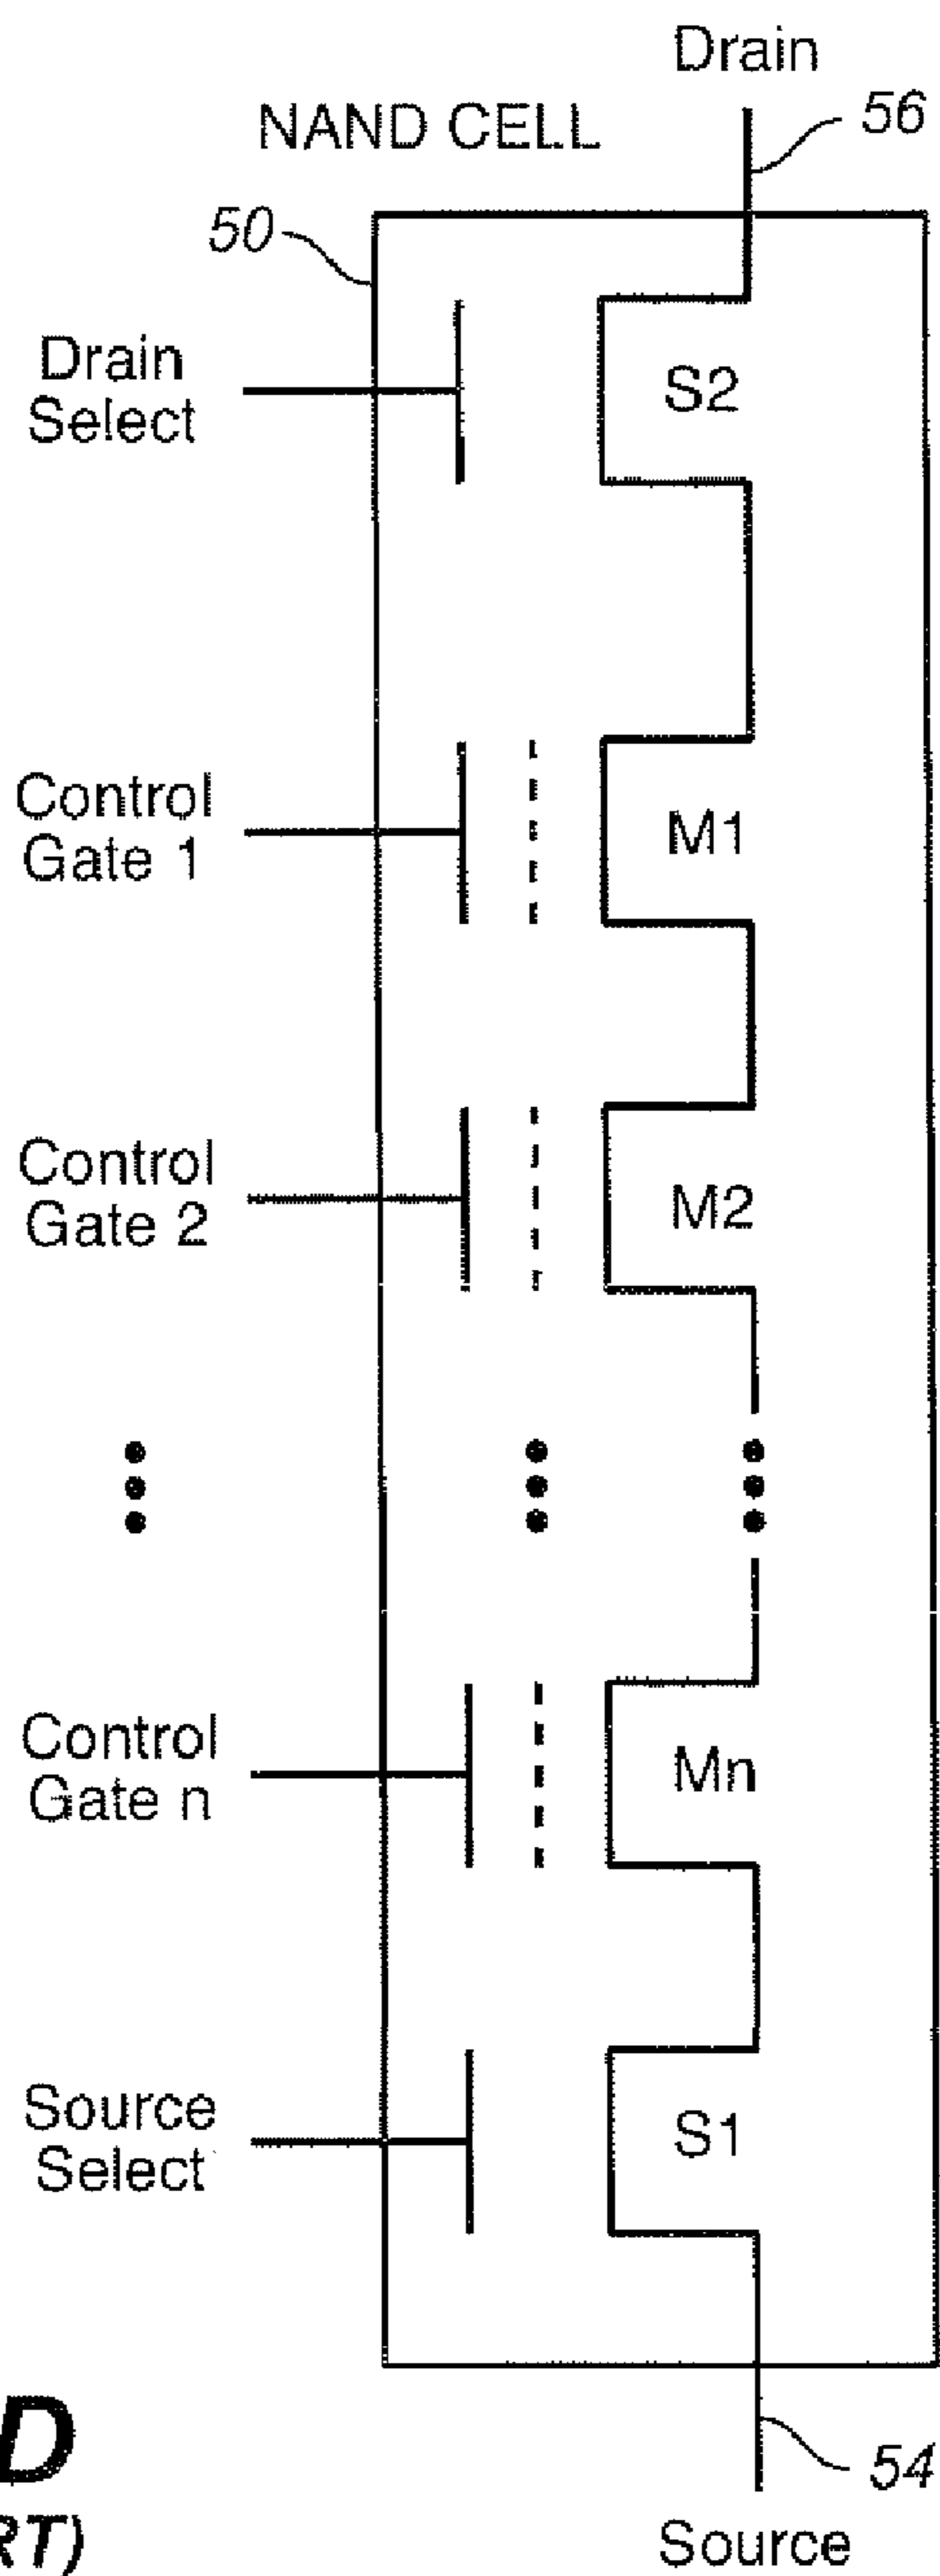 Drain
56
NAND CELL
50
Drain
Select
S2
Control
Gate 1
M1
Control
Gate 2
M2
Control
Gate n
Mn
Source
Select
S1
D
RT)
54
Source